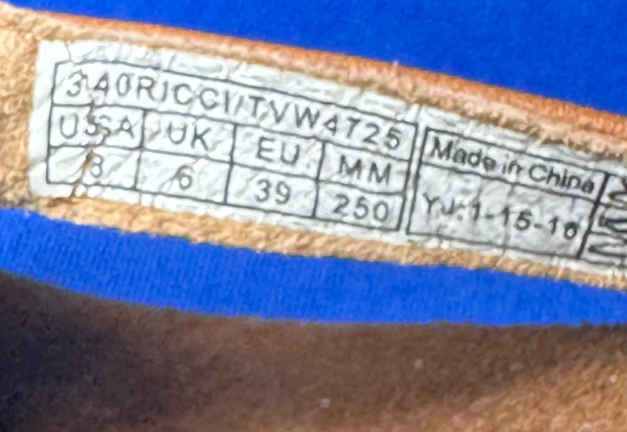 340RICCI/TVW4725
USA UK EU MM
8 6 39 250
Made in China
YJ:1-15-16